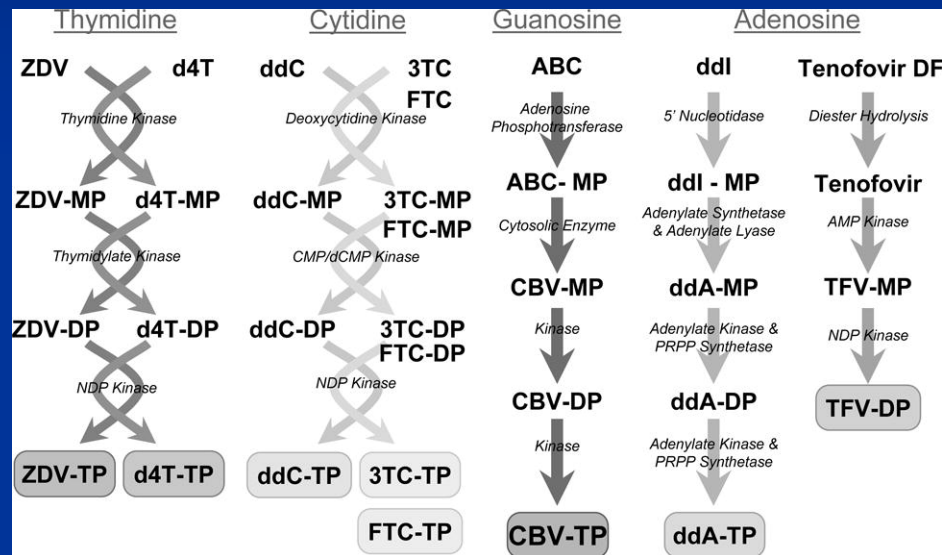 Thymidine
Cytidine
Guanosine
Adenosine
ZDV
d4T
Thymidine Kinase
ZDV-MP
d4T-MP
Thymidylate Kinase
ZDV-DP
d4T-DP
NDP Kinase
ZDV-TP
d4T-TP
ddC
3TC
FTC
Deoxycytidine Kinase
ddC-MP
3TC-MP
FTC-MP
CMP/dCMP Kinase
ddC-DP
3TC-DP
FTC-DP
NDP Kinase
ddC-TP
3TC-TP
FTC-TP
ABC
Adenosine
Phosphotransferase
ABC- MP
Cytosolic Enzyme
CBV-MP
Kinase
CBV-DP
Kinase
CBV-TP
ddI
5' Nucleotidase
ddI - MP
Adenylate Synthetase
& Adenylate Lyase
ddA-MP
Adenylate Kinase &
PRPP Synthetase
ddA-DP
Adenylate Kinase &
PRPP Synthetase
ddA-TP
Tenofovir DF
Diester Hydrolysis
Tenofovir
AMP Kinase
TFV-MP
NDP Kinase
TFV-DP